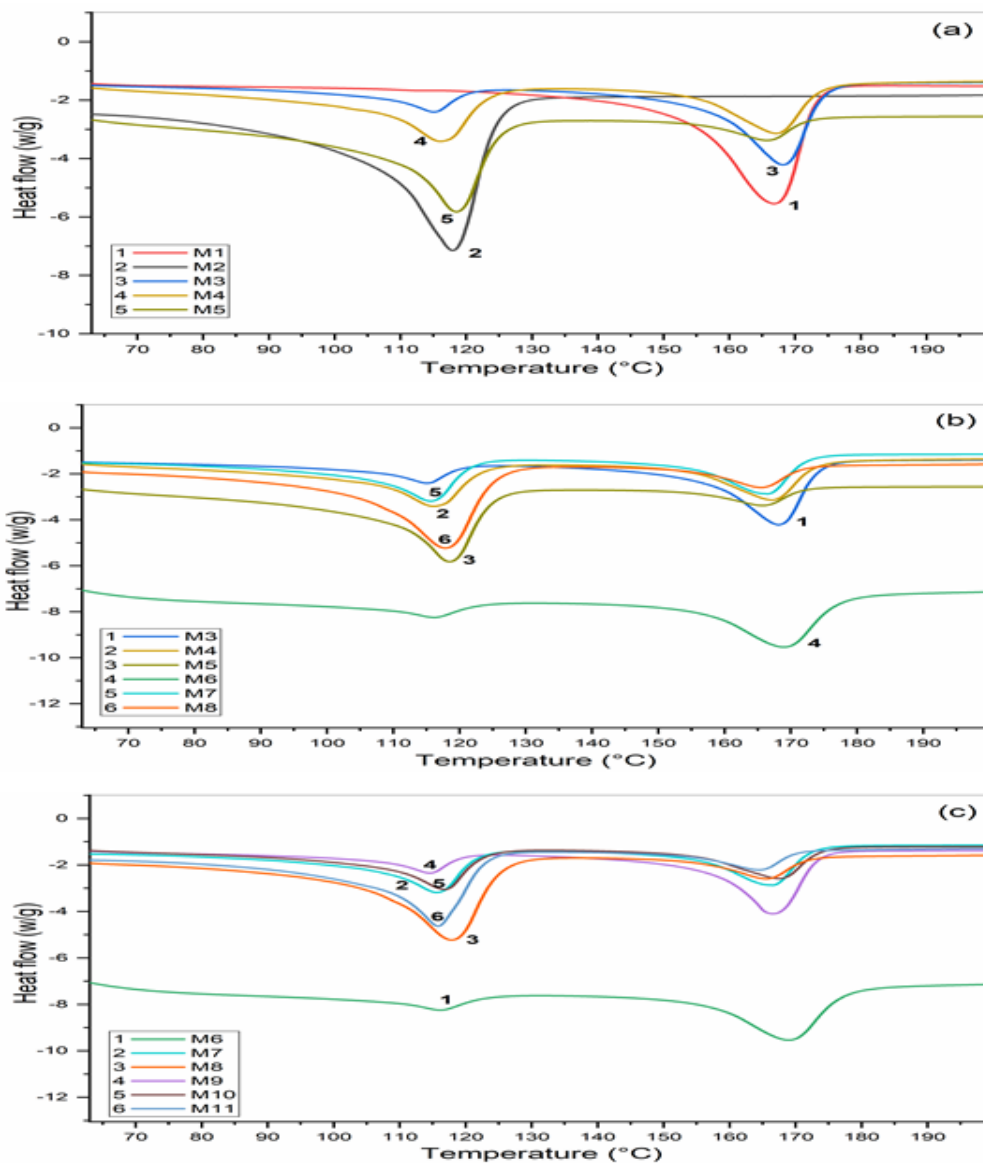 (a)
0
-2
-4
-6
-8
-10
Heat flow (w/g)
4
5
2
3
1
1 M1
2 M2
3 M3
4 M4
5 M5
70 80 90 100 110 120 130 140 150 160 170 180 190
Temperature (°C)
(b)
0
-2
-4
-6
-8
-10
-12
Heat flow (w/g)
5
2
6
3
1
4
1 M3
2 M4
3 M5
4 M6
5 M7
6 M8
70 80 90 100 110 120 130 140 150 160 170 180 190
Temperature (°C)
(c)
0
-2
-4
-6
-8
-10
-12
Heat flow (w/g)
4
2 5
6
3
1
1 M6
2 M7
3 M8
4 M9
5 M10
6 M11
70 80 90 100 110 120 130 140 150 160 170 180 190
Temperature (°C)